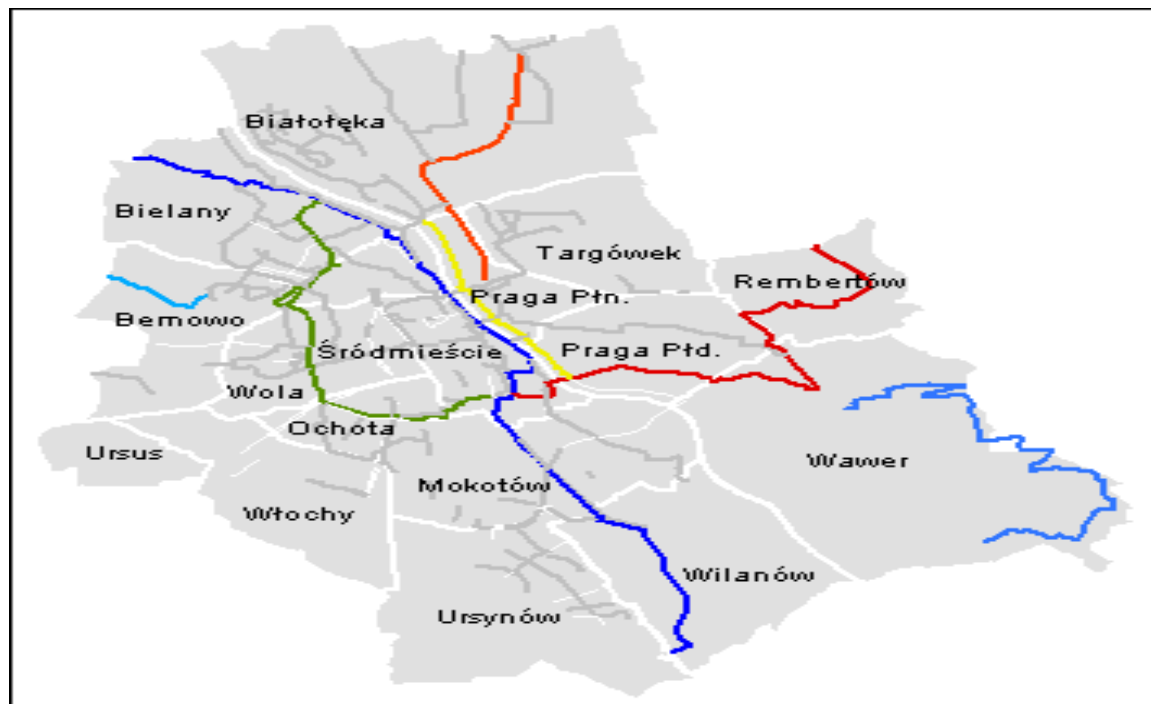 Białołęka
Bielany
Targówek
Rembertów
Praga Płn.
Bemowo
Śródmieście
Praga Płd.
Wola
Ochota
Ursus
Wawer
Mokotów
Włochy
Wilanów
Ursynów